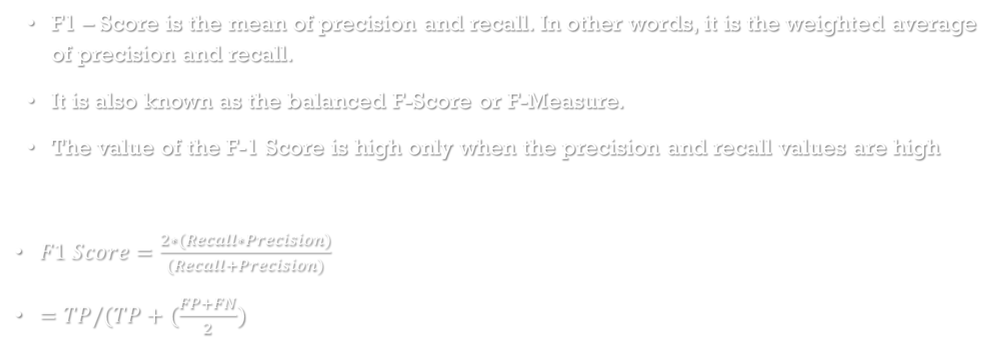 • F1 – Score is the mean of precision and recall. In other words, it is the weighted average
of precision and recall.
• It is also known as the balanced F-Score or F-Measure.
• The value of the F-1 Score is high only when the precision and recall values are high
• F1 Score = 2*(Recall*Precision) / (Recall+Precision)
• = TP/(TP + (FP+FN / 2)